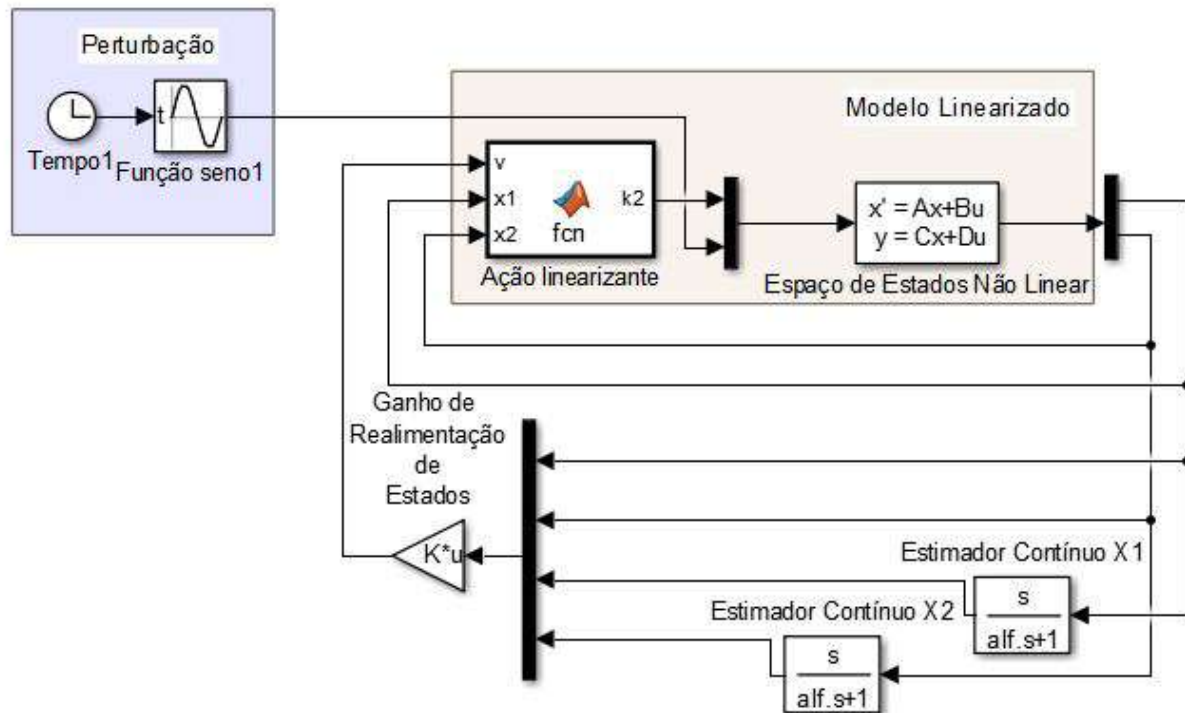 Perturbação
t
Tempo1
Função seno1
Modelo Linearizado
v
x1
x2
fcn
k2
Ação linearizante
x' = Ax+Bu
y = Cx+Du
Espaço de Estados Não Linear
Ganho de
Realimentação
de
Estados
K*u
Estimador Contínuo X1
s
alf.s+1
Estimador Contínuo X2
s
alf.s+1